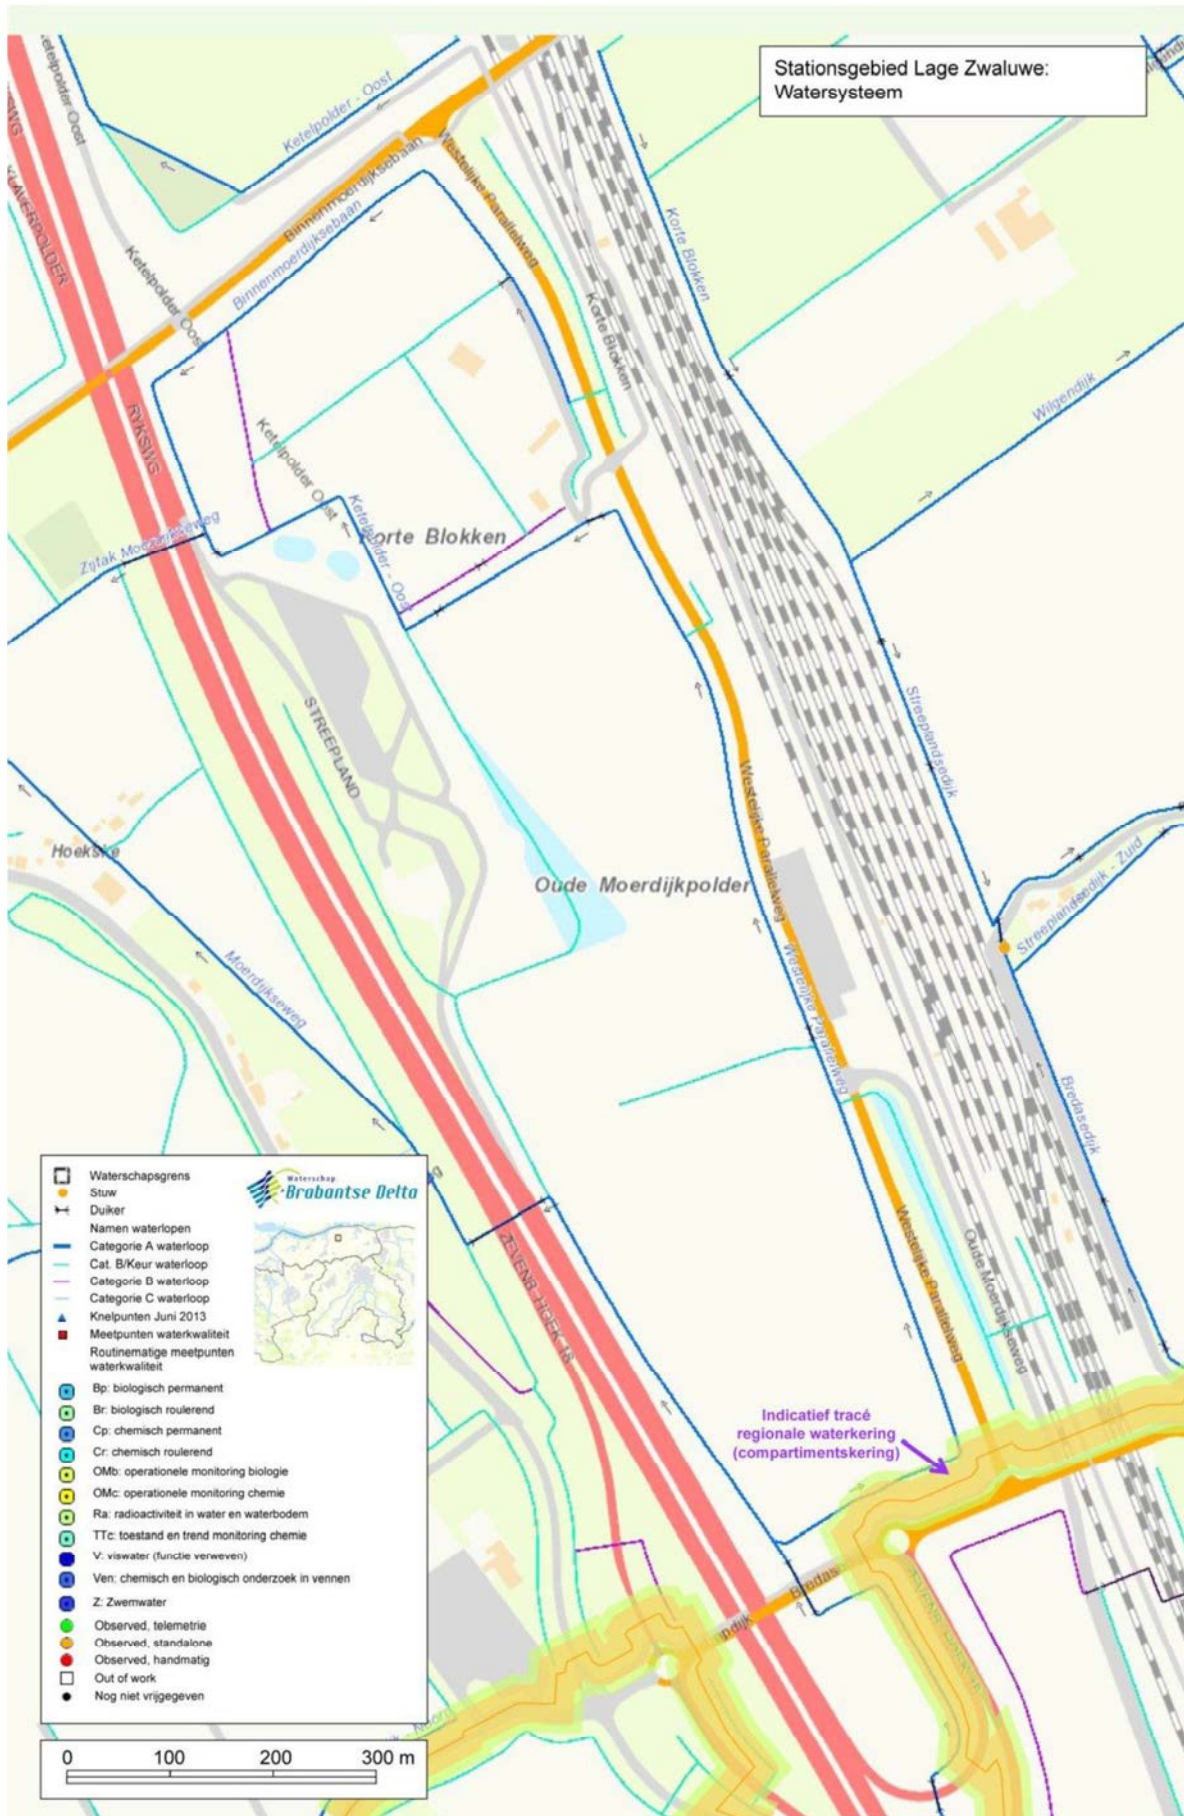 Stationsgebied Lage Zwaluwe:
Watersysteem
Ketelpolder Oost
Ketelpolder - Oost
RYKSWG
KLAVERPOLDER
Binnenmoerdijksebaan
Westelijke Parallelweg
Binnenmoerdijksebaan
Korte Blokken
Ketelpolder Oost
Korte Blokken
Wilgendijk
RYKSWG
Ketelpolder Oost
Zijtak Moerdijkseweg
Ketelpolder - Oost
Korte Blokken
STREEPLAND
Streeplandsedijk
Westelijke Parallelweg
Hoekske
Oude Moerdijkpolder
Streeplandsedijk - Zuid
Moerdijkseweg
Westelijke Parallelweg
Bredasedijk
Westelijke Parallelweg
Oude Moerdijkseweg
ZEVENB. HOEK 18
Indicatief tracé
regionale waterkering
(compartimentskering)
Waterschap
Brabantse Delta
Waterschapsgrens
Stuw
Duiker
Namen waterlopen
Categorie A waterloop
Cat. B/Keur waterloop
Categorie B waterloop
Categorie C waterloop
Knelpunten Juni 2013
Meetpunten waterkwaliteit
Routinematige meetpunten
waterkwaliteit
Bp: biologisch permanent
Br: biologisch roulerend
Cp: chemisch permanent
Cr: chemisch roulerend
OMb: operationele monitoring biologie
OMc: operationele monitoring chemie
Ra: radioactiviteit in water en waterbodem
TTc: toestand en trend monitoring chemie
V: viswater (functie verweven)
Ven: chemisch en biologisch onderzoek in vennen
Z: Zwemwater
Observed, telemetrie
Observed, standalone
Observed, handmatig
Out of work
Nog niet vrijgegeven
0 100 200 300 m